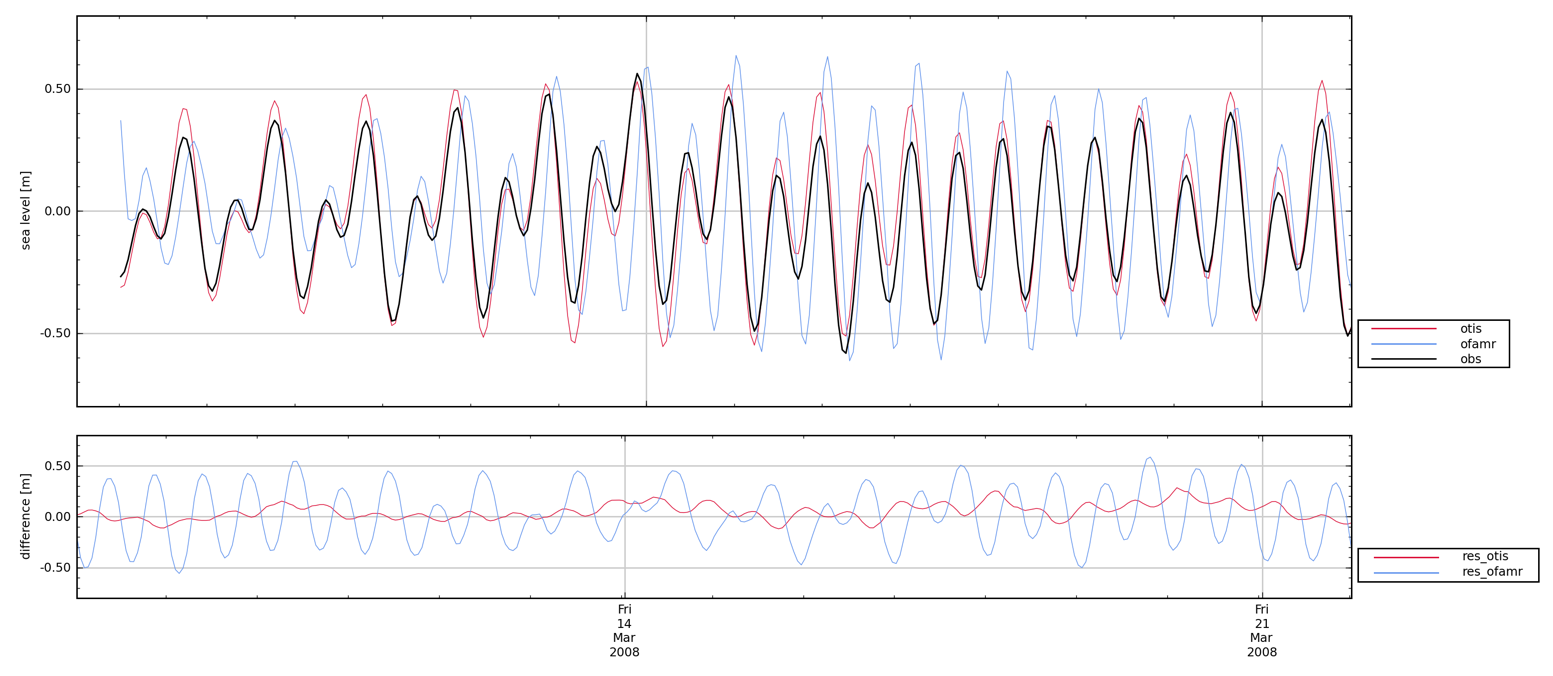 0.50
0.00
-0.50
sea level [m]
otis
ofamr
obs
0.50
0.00
-0.50
difference [m]
res_otis
res_ofamr
Fri
14
Mar
2008
Fri
21
Mar
2008